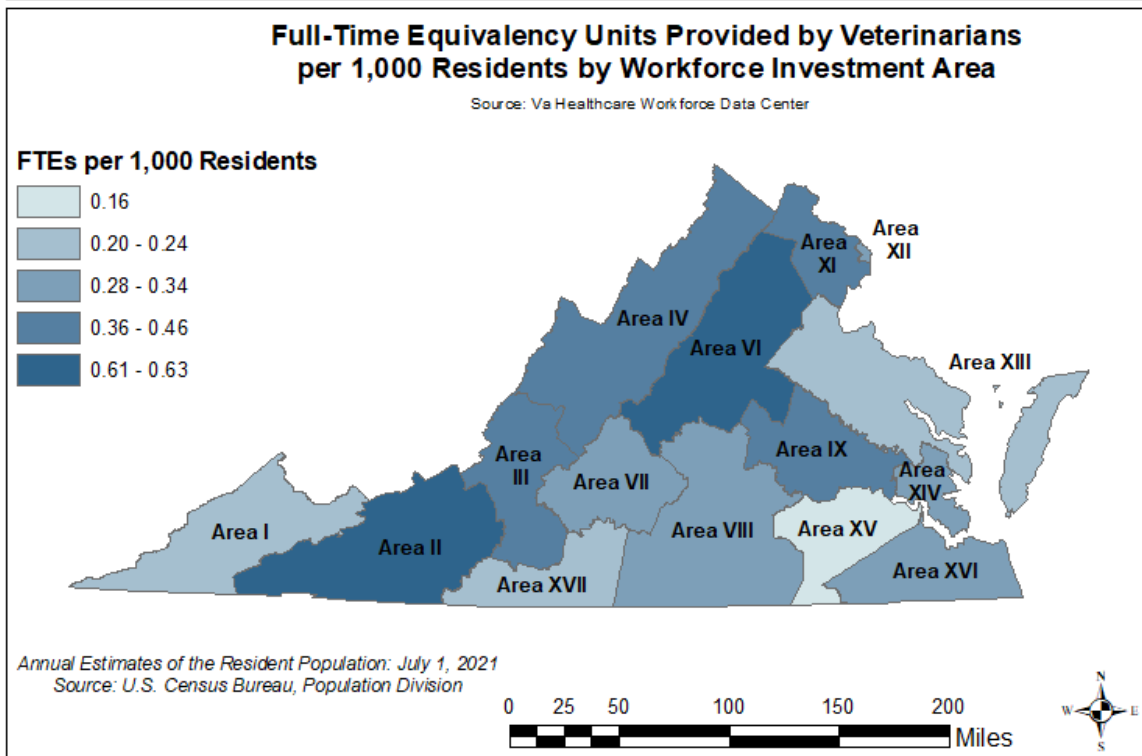 Full-Time Equivalency Units Provided by Veterinarians
per 1,000 Residents by Workforce Investment Area
Source: Va Healthcare Workforce Data Center
FTEs per 1,000 Residents
0.16
0.20 - 0.24
0.28 - 0.34
0.36 - 0.46
0.61 - 0.63
Area
XII
Area
XI
Area IV
Area VI
Area XIII
Area
III
Area IX
Area VII
Area
XIV
Area I
Area II
Area VIII
Area XV
Area XVII
Area XVI
Annual Estimates of the Resident Population: July 1, 2021
Source: U.S. Census Bureau, Population Division
0 25 50 100 150 200
Miles
N
W E
S